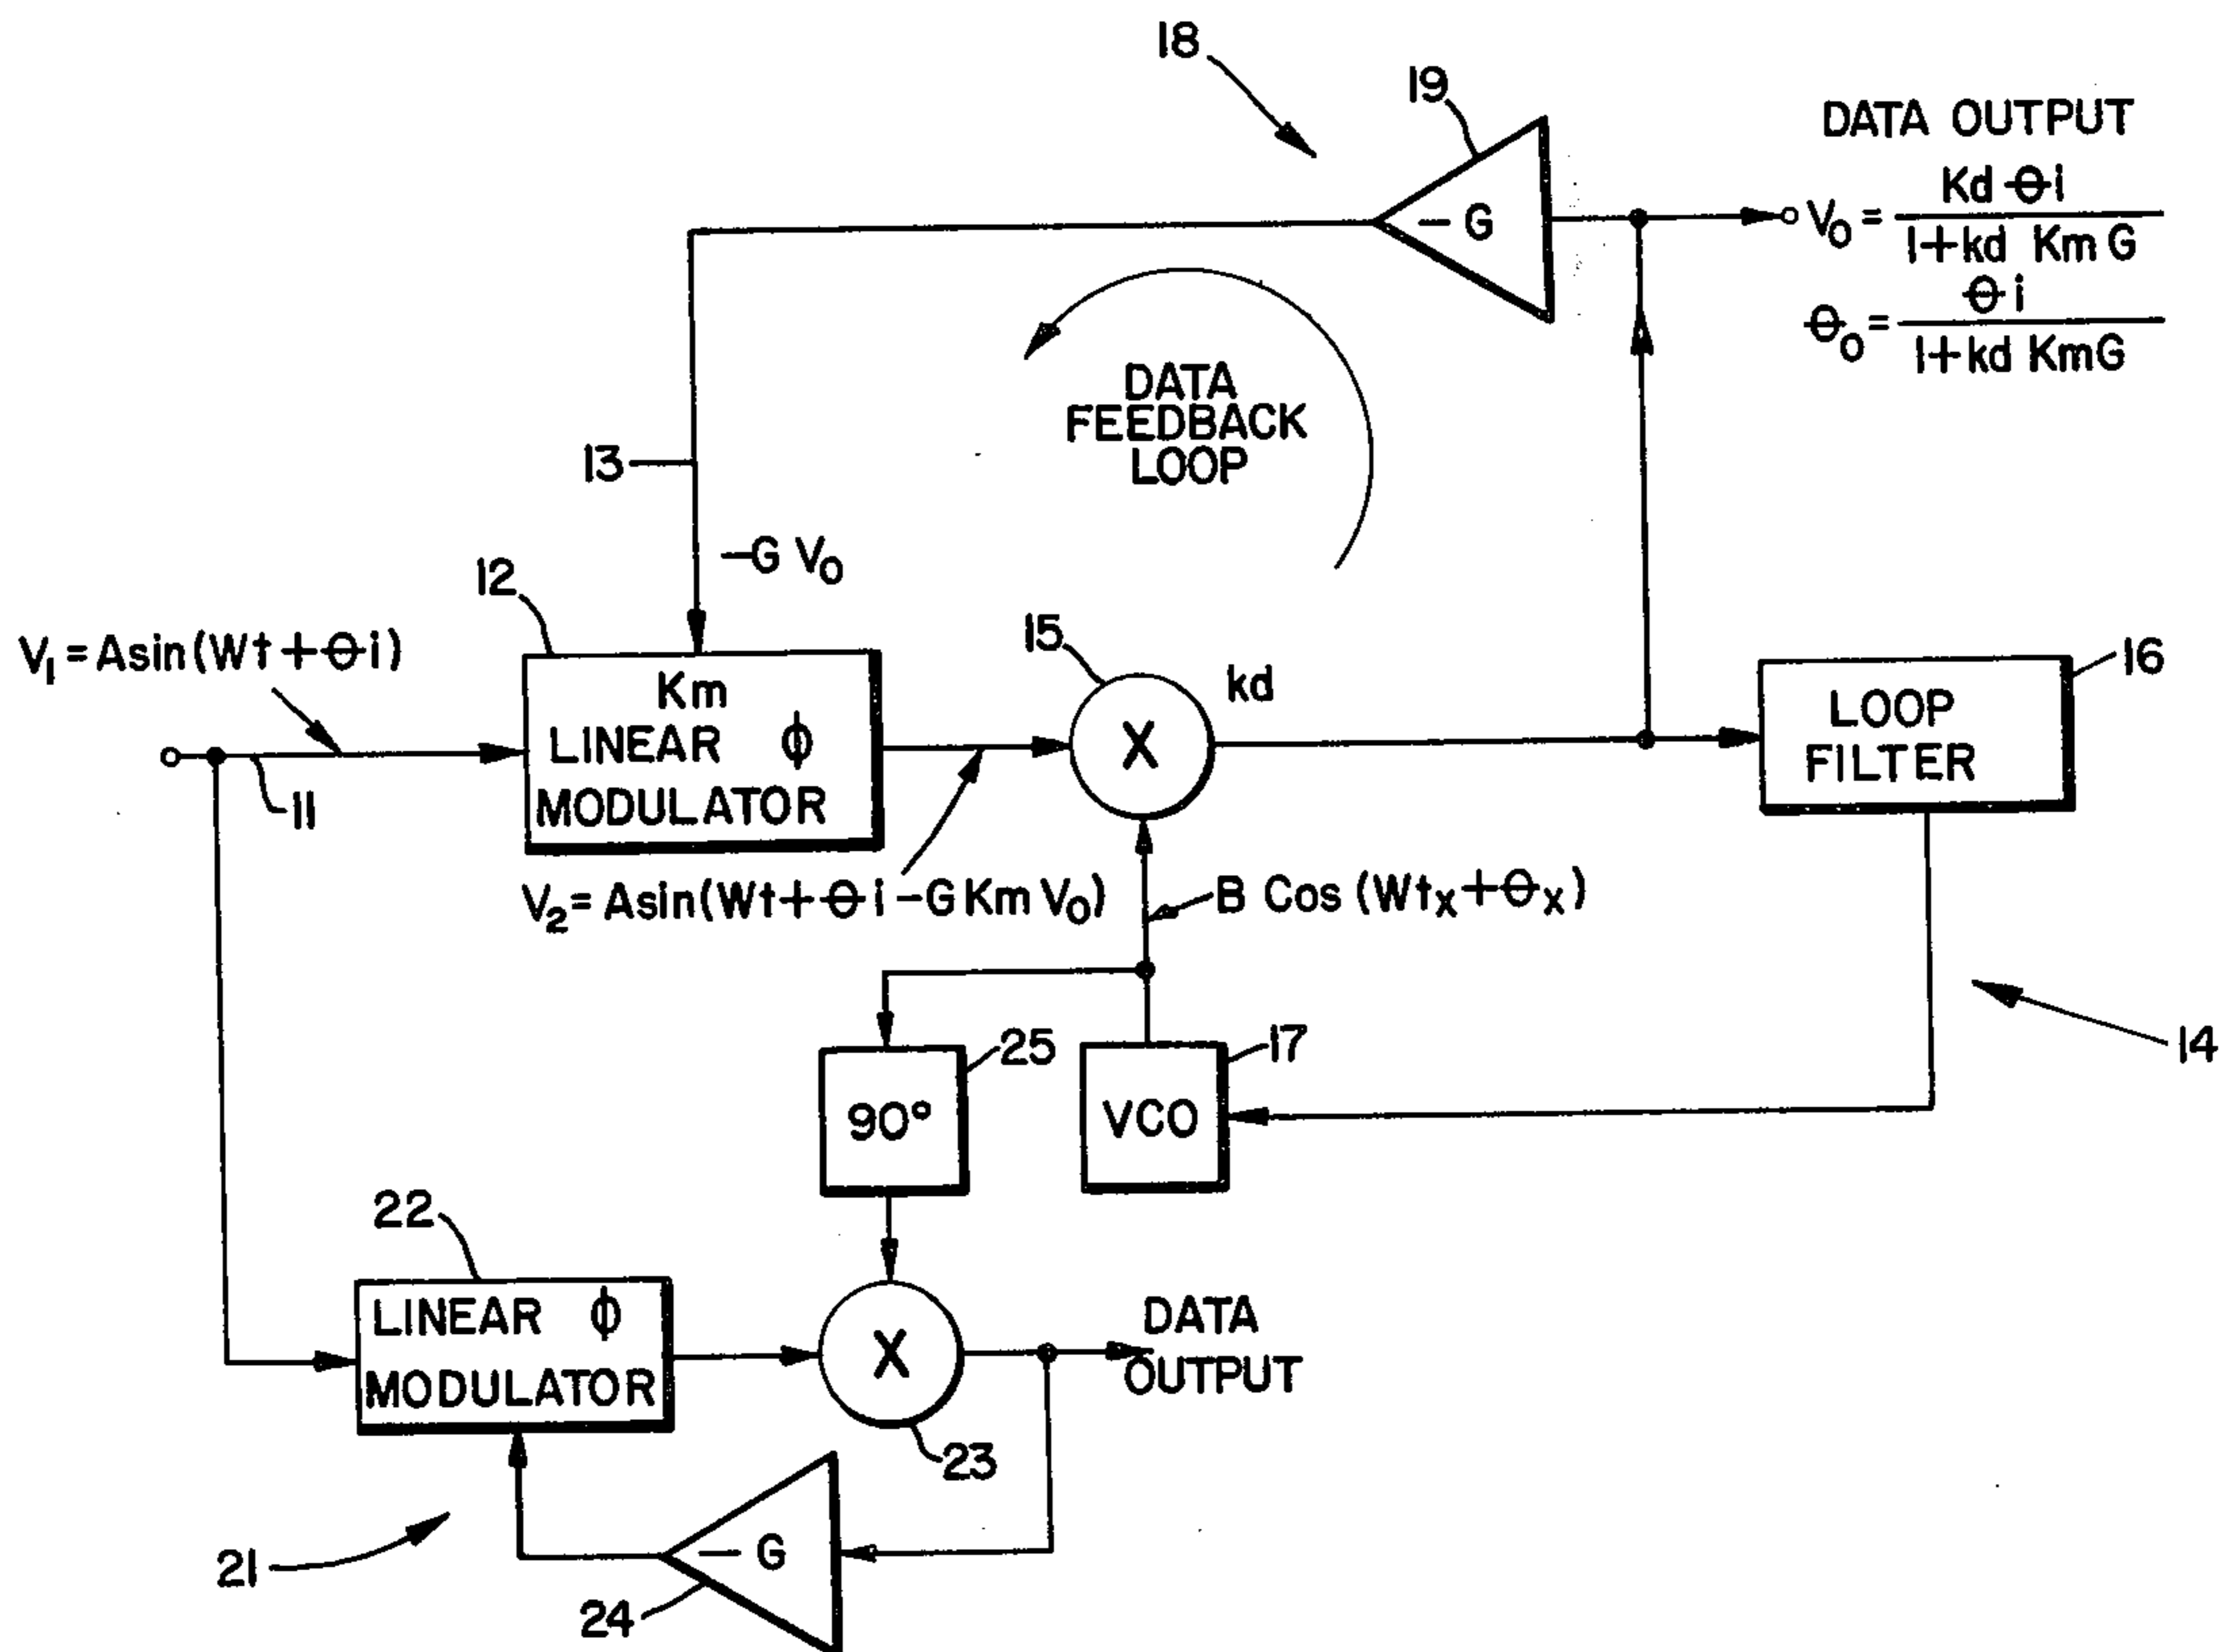 18
19
DATA OUTPUT
V₀ = Kd θi / 1+kd Km G
θ₀ = θi / 1+kd KmG
-G
DATA
FEEDBACK
LOOP
13
-G V₀
12
V₁ = Asin(Wt+θi)
11
Km
LINEAR ϕ
MODULATOR
15
kd
X
16
LOOP
FILTER
V₂ = Asin(Wt+θi-GKm V₀)
B Cos (Wtₓ+θₓ)
14
25
90°
17
VCO
22
LINEAR ϕ
MODULATOR
X
23
DATA
OUTPUT
21
-G
24